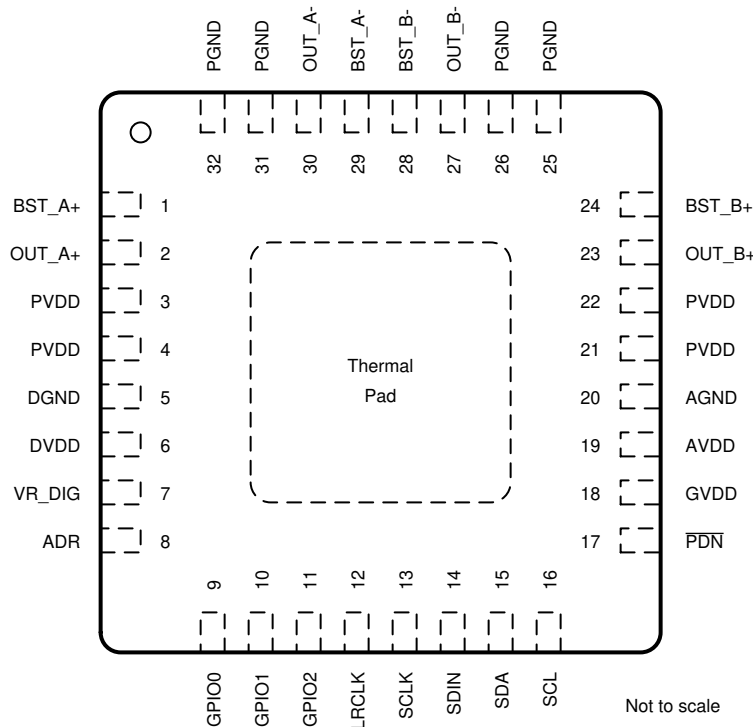 PGND
PGND
OUT_A-
BST_A-
BST_B-
OUT_B-
PGND
PGND
32
31
30
29
28
27
26
25
BST_A+ 1
OUT_A+ 2
PVDD 3
PVDD 4
DGND 5
DVDD 6
VR_DIG 7
ADR 8
Thermal
Pad
24 BST_B+
23 OUT_B+
22 PVDD
21 PVDD
20 AGND
19 AVDD
18 GVDD
17 PDN
9
10
11
12
13
14
15
16
GPIO0
GPIO1
GPIO2
LRCLK
SCLK
SDIN
SDA
SCL
Not to scale